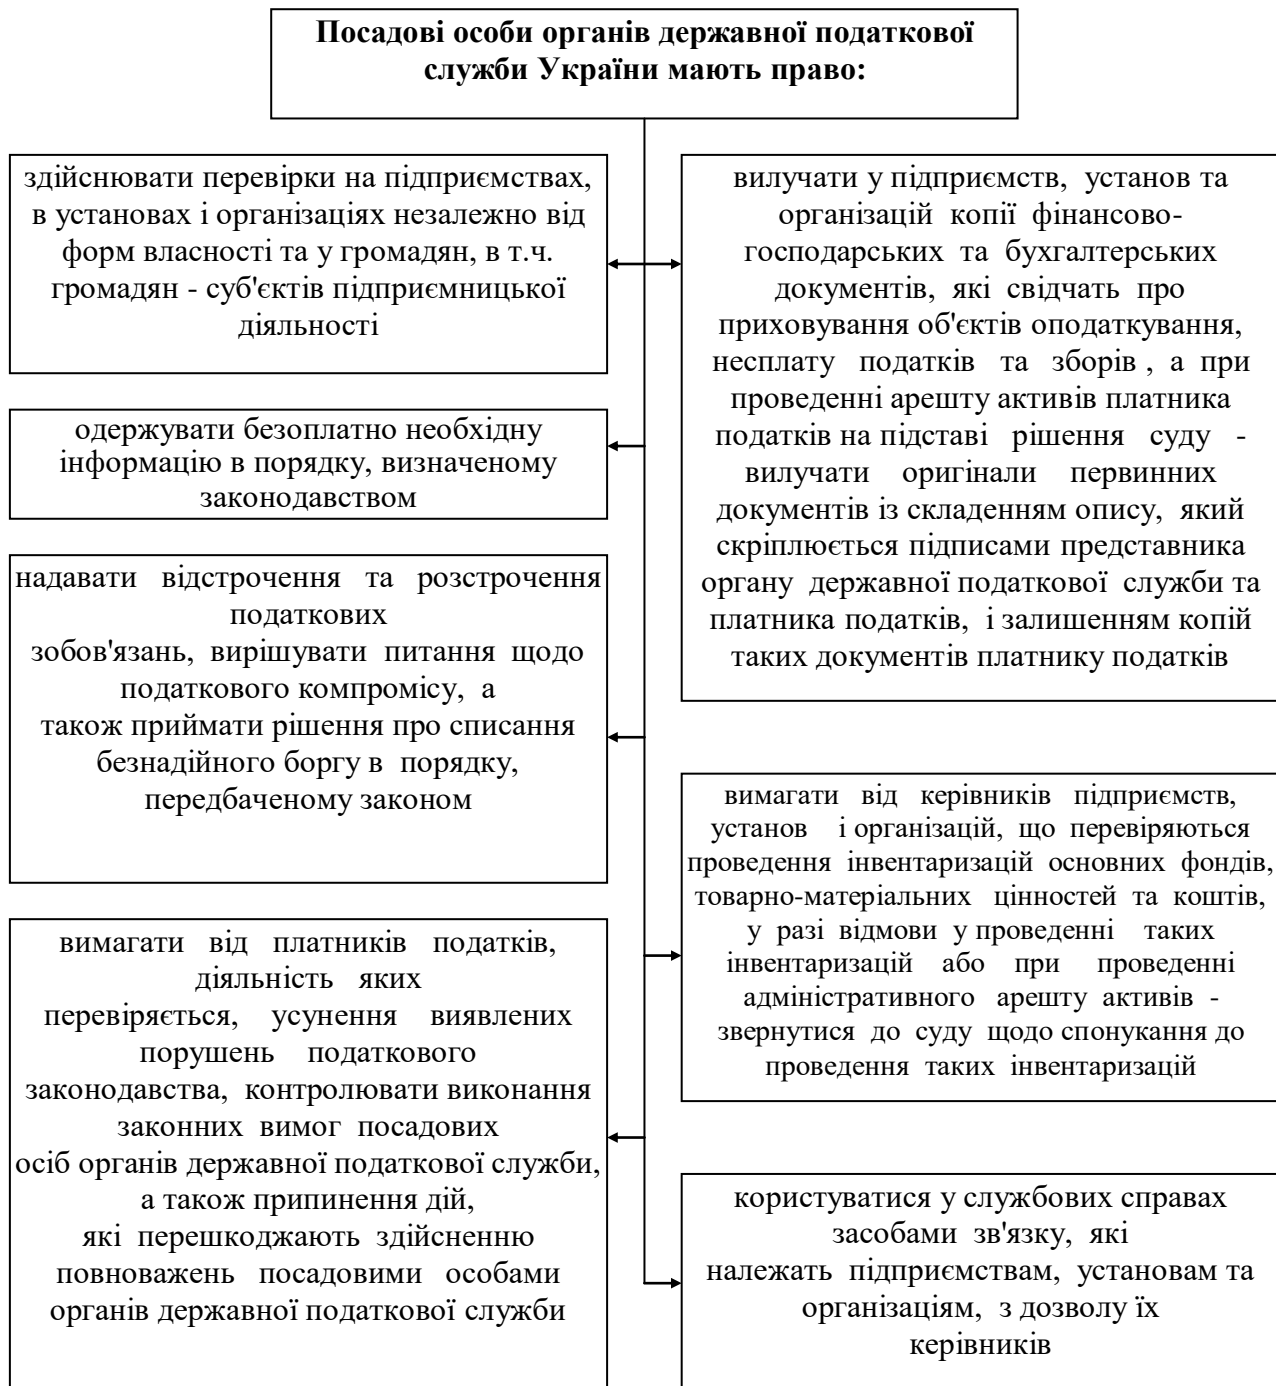 Посадові особи органів державної податкової
служби України мають право:
здійснювати перевірки на підприємствах,
в установах і організаціях незалежно від
форм власності та у громадян, в т.ч.
громадян - суб'єктів підприємницької
діяльності
одержувати безоплатно необхідну
інформацію в порядку, визначеному
законодавством
надавати відстрочення та розстрочення
податкових
зобов'язань, вирішувати питання щодо
податкового компромісу, а
також приймати рішення про списання
безнадійного боргу в порядку,
передбаченому законом
вимагати від платників податків,
діяльність яких
перевіряється, усунення виявлених
порушень податкового
законодавства, контролювати виконання
законних вимог посадових
осіб органів державної податкової служби,
а також припинення дій,
які перешкоджають здійсненню
повноважень посадовими особами
органів державної податкової служби
вилучати у підприємств, установ та
організацій копії фінансово-
господарських та бухгалтерських
документів, які свідчать про
приховування об'єктів оподаткування,
несплату податків та зборів , а при
проведенні арешту активів платника
податків на підставі рішення суду -
вилучати оригінали первинних
документів із складенням опису, який
скріплюється підписами представника
органу державної податкової служби та
платника податків, і залишенням копій
таких документів платнику податків
вимагати від керівників підприємств,
установ і організацій, що перевіряються
проведення інвентаризацій основних фондів,
товарно-матеріальних цінностей та коштів,
у разі відмови у проведенні таких
інвентаризацій або при проведенні
адміністративного арешту активів -
звернутися до суду щодо спонукання до
проведення таких інвентаризацій
користуватися у службових справах
засобами зв'язку, які
належать підприємствам, установам та
організаціям, з дозволу їх
керівників